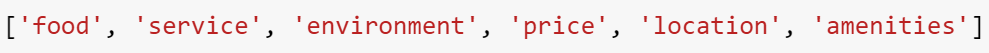 ['food', 'service', 'environment', 'price', 'location', 'amenities']